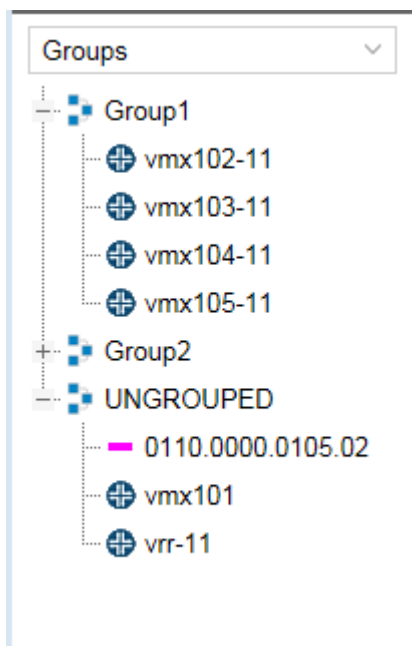 Groups
Group1
vmx102-11
vmx103-11
vmx104-11
vmx105-11
Group2
UNGROUPED
0110.0000.0105.02
vmx101
vrr-11